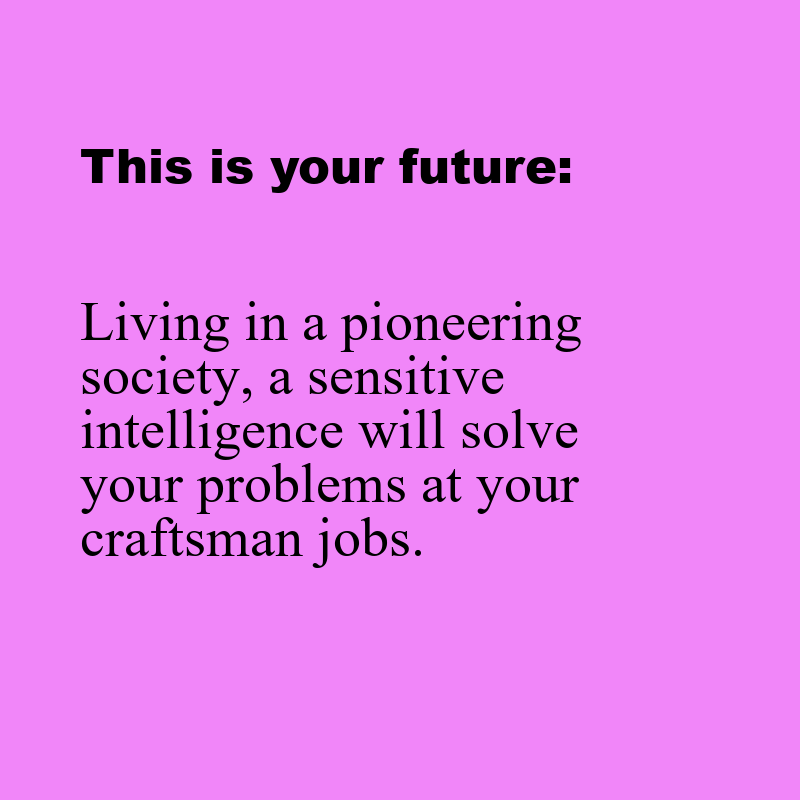 This is your future:
Living in a pioneering
society, a sensitive
intelligence will solve
your problems at your
craftsman jobs.